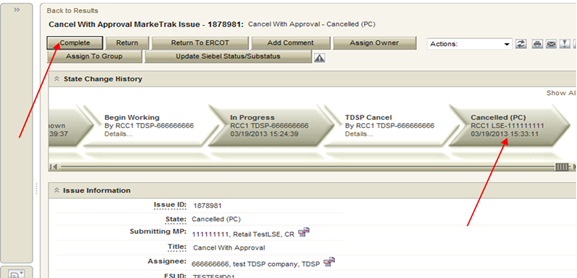 Back to Results
Cancel With Approval MarkeTrak Issue - 1878981: Cancel With Approval - Cancelled (PC)
Complete Return Return To ERCOT Add Comment Assign Owner Actions:
Assign To Group Update Siebel Status/Substatus
State Change History
Show Al
Begin Working In Progress TDSP Cancel Cancelled (PC)
own By RCC1 TDSP-666666666 RCC1 TDSP-666666666 By RCC1 TDSP-666666666 RCC1 LSE-111111111
39:37 Details... 03/19/2013 15:24:39 Details... 03/19/2013 15:33:11
Issue Information
Issue ID: 1878981
State: Cancelled (PC)
Submitting MP: 111111111, Retail TestLSE, CR
Title: Cancel With Approval
Assignee: 666666666, test TDSP company, TDSP
ESIID: TESTESID01